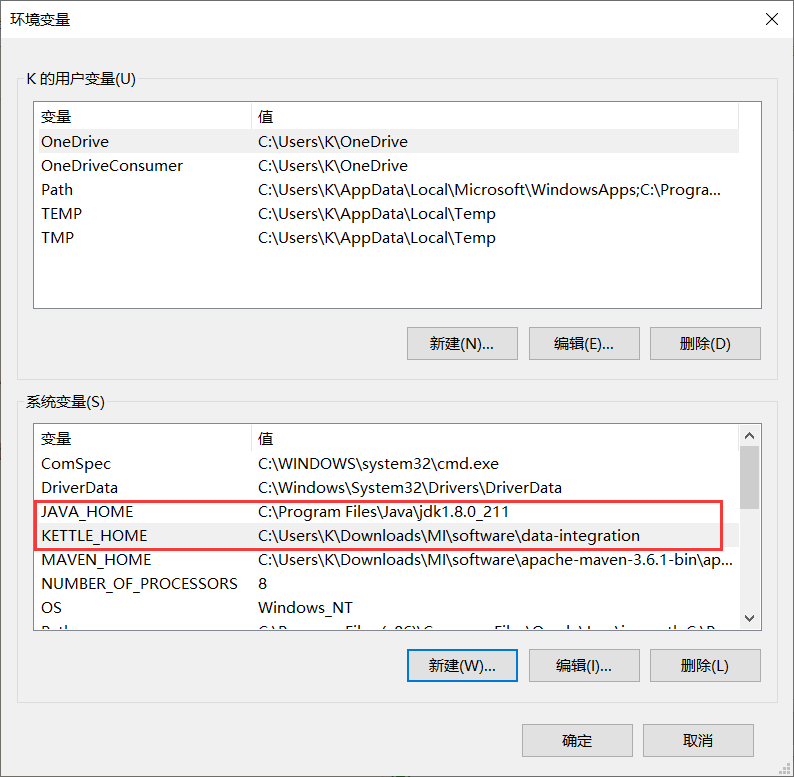 环境变量
K 的用户变量(U)
变量 值
OneDrive C:\Users\K\OneDrive
OneDriveConsumer C:\Users\K\OneDrive
Path C:\Users\K\AppData\Local\Microsoft\WindowsApps;C:\Progra...
TEMP C:\Users\K\AppData\Local\Temp
TMP C:\Users\K\AppData\Local\Temp
新建(N)... 编辑(E)... 删除(D)
系统变量(S)
变量 值
ComSpec C:\WINDOWS\system32\cmd.exe
DriverData C:\Windows\System32\Drivers\DriverData
JAVA_HOME C:\Program Files\Java\jdk1.8.0_211
KETTLE_HOME C:\Users\K\Downloads\MI\software\data-integration
MAVEN_HOME C:\Users\K\Downloads\MI\software\apache-maven-3.6.1-bin\ap...
NUMBER_OF_PROCESSORS 8
OS Windows_NT
新建(W)... 编辑(I)... 删除(L)
确定 取消